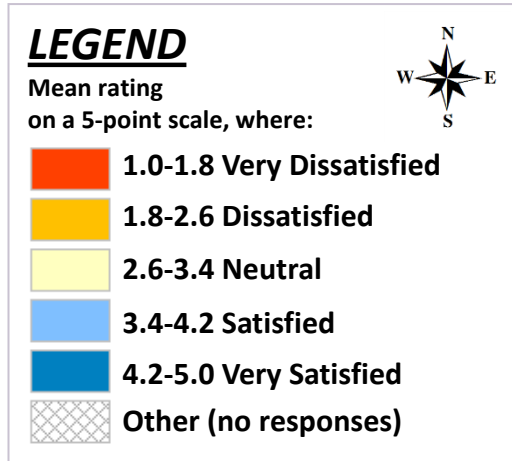 LEGEND
N
W E
S
Mean rating
on a 5-point scale, where:
1.0-1.8 Very Dissatisfied
1.8-2.6 Dissatisfied
2.6-3.4 Neutral
3.4-4.2 Satisfied
4.2-5.0 Very Satisfied
Other (no responses)